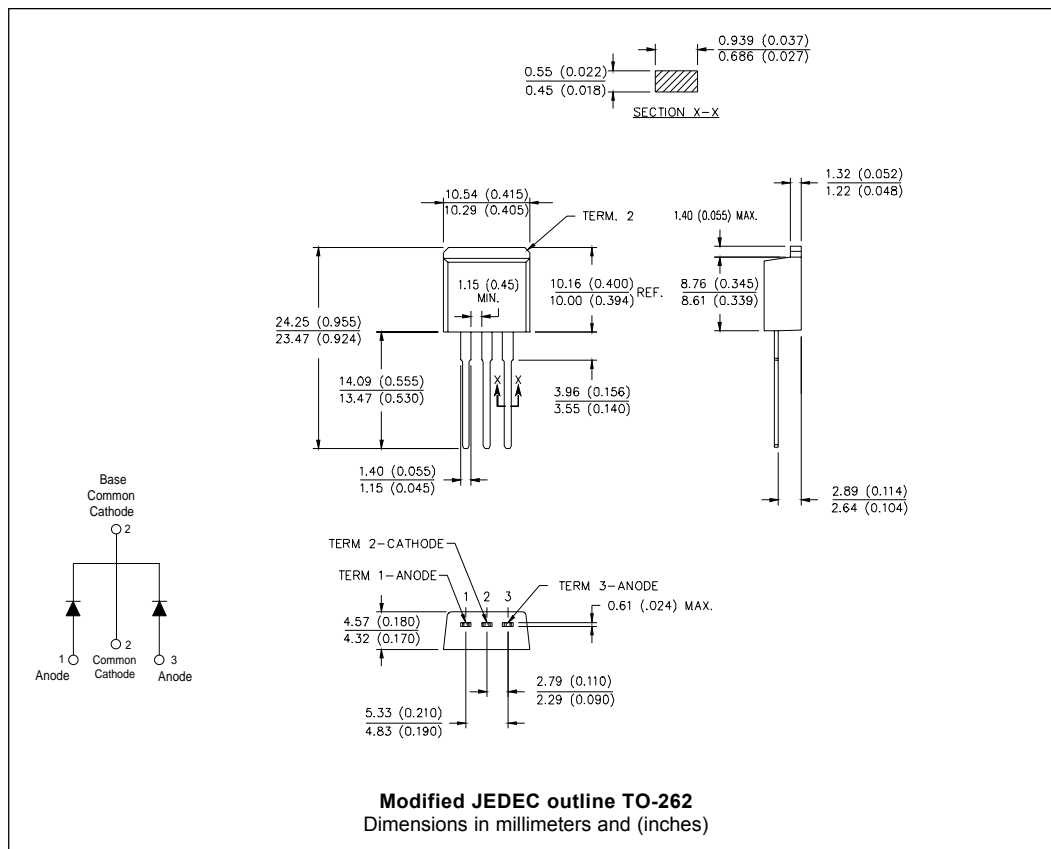 0.939 (0.037)
0.686 (0.027)
0.55 (0.022)
0.45 (0.018)
SECTION X-X
1.32 (0.052)
1.22 (0.048)
10.54 (0.415)
10.29 (0.405)
TERM. 2
1.40 (0.055) MAX.
1.15 (0.45)
MIN.
10.16 (0.400)
10.00 (0.394)
REF.
8.76 (0.345)
8.61 (0.339)
24.25 (0.955)
23.47 (0.924)
14.09 (0.555)
13.47 (0.530)
X X
3.96 (0.156)
3.55 (0.140)
1.40 (0.055)
1.15 (0.045)
2.89 (0.114)
2.64 (0.104)
Base
Common
Cathode
2
2
Common
Cathode
1
Anode
3
Anode
TERM 2-CATHODE
TERM 1-ANODE
TERM 3-ANODE
1 2 3
0.61 (.024) MAX.
4.57 (0.180)
4.32 (0.170)
2.79 (0.110)
2.29 (0.090)
5.33 (0.210)
4.83 (0.190)
Modified JEDEC outline TO-262
Dimensions in millimeters and (inches)